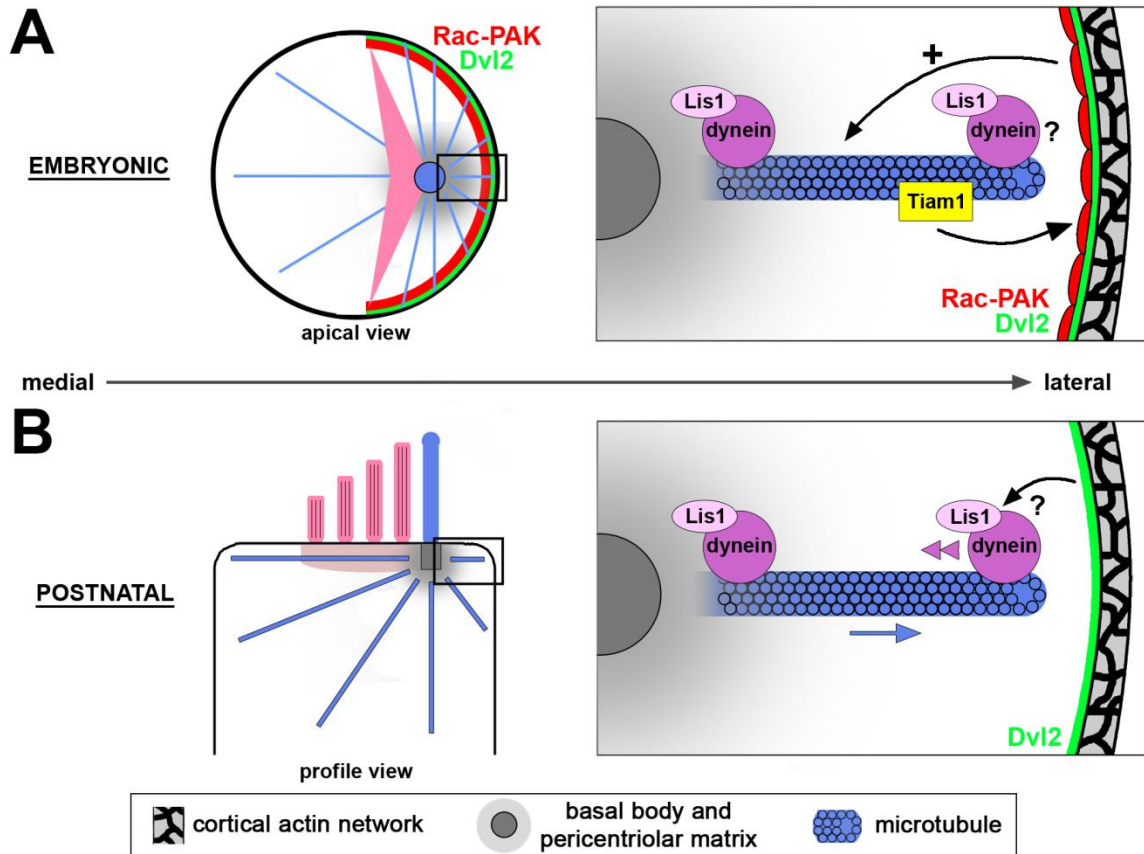 A
Rac-PAK
Dvl2
EMBRYONIC
apical view
+
Lis1
dynein
Lis1
dynein
?
Tiam1
Rac-PAK
Dvl2
medial
lateral
B
POSTNATAL
profile view
Lis1
dynein
Lis1
dynein
?
Dvl2
cortical actin network
basal body and
pericentriolar matrix
microtubule